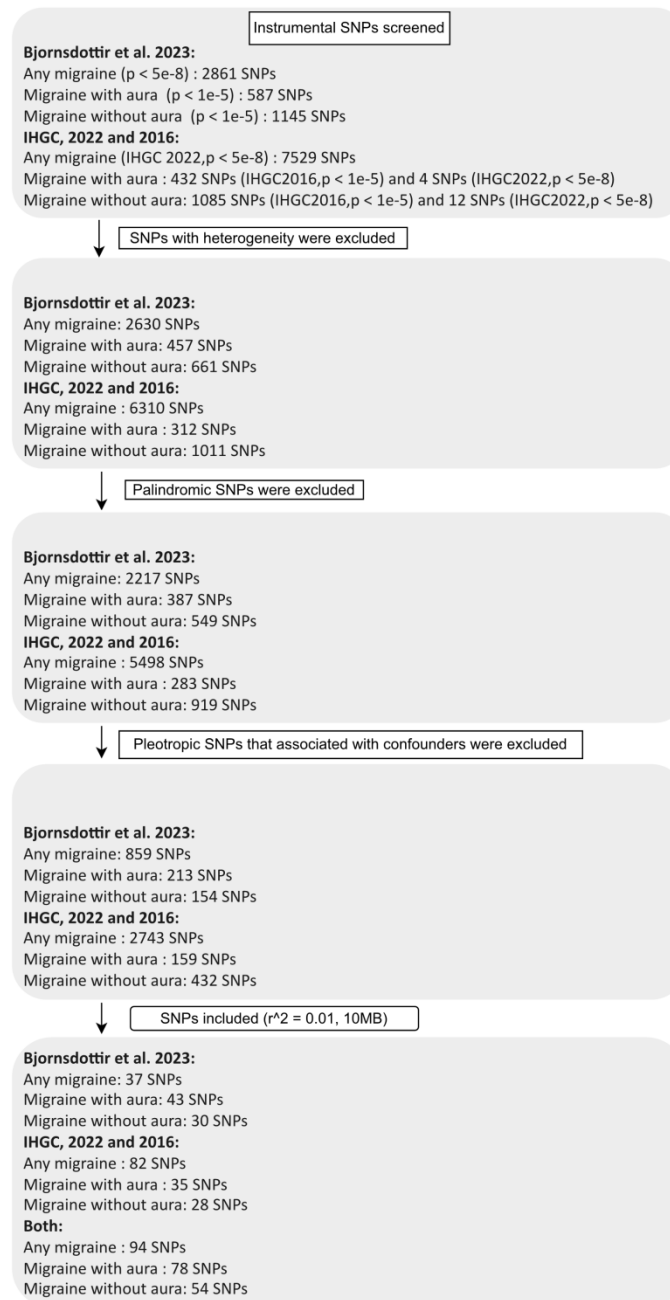 Instrumental SNPs screened
Bjornsdottir et al. 2023:
Any migraine (p < 5e-8) : 2861 SNPs
Migraine with aura  (p < 1e-5) : 587 SNPs
Migraine without aura  (p < 1e-5) : 1145 SNPs
IHGC, 2022 and 2016:
Any migraine (IHGC 2022,p < 5e-8) : 7529 SNPs
Migraine with aura : 432 SNPs (IHGC2016,p < 1e-5) and 4 SNPs (IHGC2022,p < 5e-8)
Migraine without aura: 1085 SNPs (IHGC2016,p < 1e-5) and 12 SNPs (IHGC2022,p < 5e-8)
SNPs with heterogeneity were excluded
Bjornsdottir et al. 2023:
Any migraine: 2630 SNPs
Migraine with aura: 457 SNPs
Migraine without aura: 661 SNPs
IHGC, 2022 and 2016:
Any migraine : 6310 SNPs
Migraine with aura : 312 SNPs
Migraine without aura: 1011 SNPs
Palindromic SNPs were excluded
Bjornsdottir et al. 2023:
Any migraine: 2217 SNPs
Migraine with aura: 387 SNPs
Migraine without aura: 549 SNPs
IHGC, 2022 and 2016:
Any migraine : 5498 SNPs
Migraine with aura : 283 SNPs
Migraine without aura: 919 SNPs
Pleotropic SNPs that associated with confounders were excluded
Bjornsdottir et al. 2023:
Any migraine: 859 SNPs
Migraine with aura: 213 SNPs
Migraine without aura: 154 SNPs
IHGC, 2022 and 2016:
Any migraine : 2743 SNPs
Migraine with aura : 159 SNPs
Migraine without aura: 432 SNPs
SNPs included (r^2 = 0.01, 10MB)
Bjornsdottir et al. 2023:
Any migraine: 37 SNPs
Migraine with aura: 43 SNPs
Migraine without aura: 30 SNPs
IHGC, 2022 and 2016:
Any migraine : 82 SNPs
Migraine with aura : 35 SNPs
Migraine without aura: 28 SNPs
Both:
Any migraine : 94 SNPs
Migraine with aura : 78 SNPs
Migraine without aura: 54 SNPs